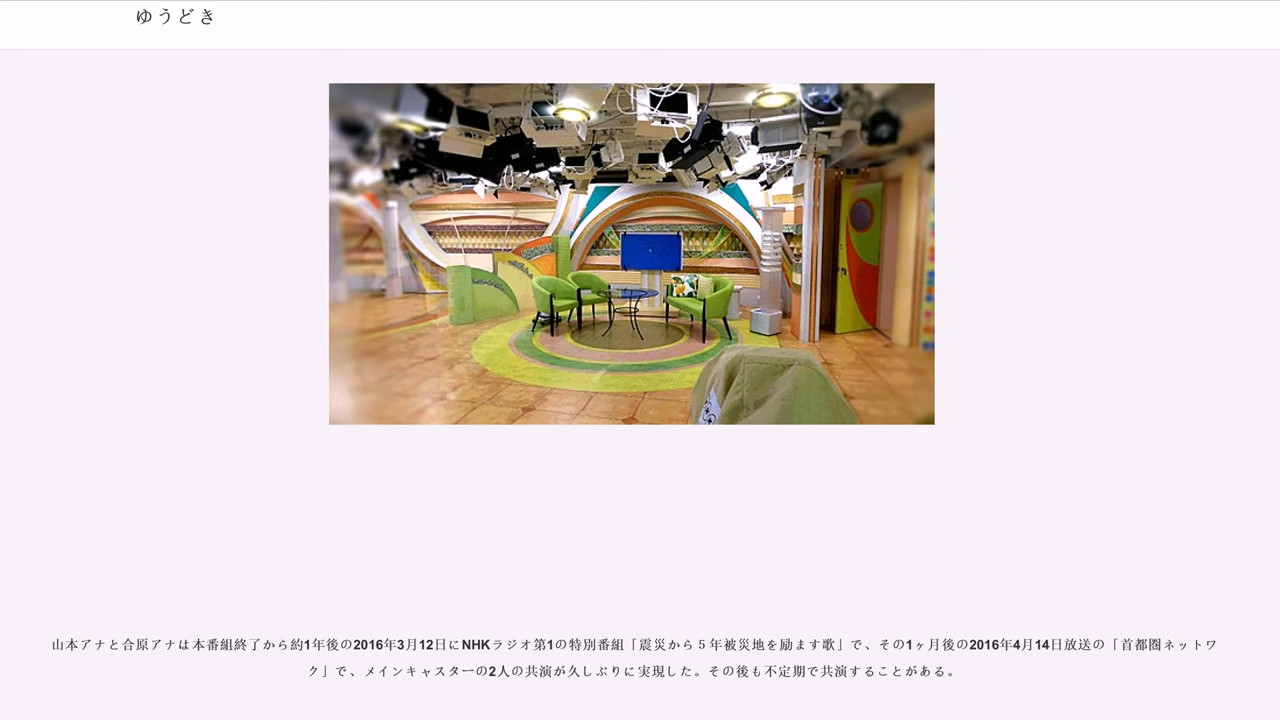 ゆうどき
山本アナと合原アナは本番組終了から約1年後の2016年3月12日にNHKラジオ第1の特別番組「震災から５年被災地を励ます歌」で、その1ヶ月後の2016年4月14日放送の「首都圏ネットワ
ク」で、メインキャスターの2人の共演が久しぶりに実現した。その後も不定期で共演することがある。